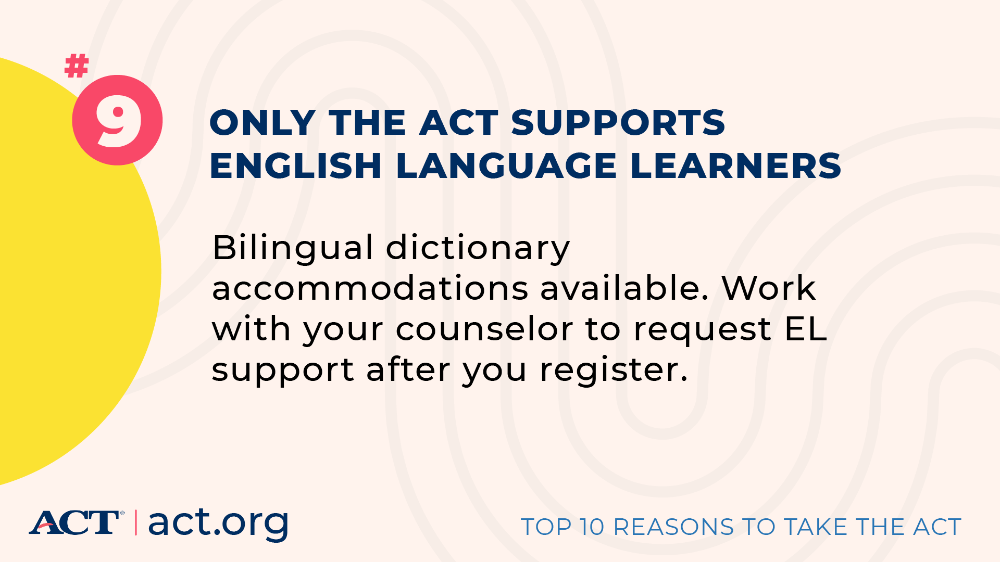 #
9
ONLY THE ACT SUPPORTS
ENGLISH LANGUAGE LEARNERS
Bilingual dictionary
accommodations available. Work
with your counselor to request EL
support after you register.
ACT® | act.org
TOP 10 REASONS TO TAKE THE ACT